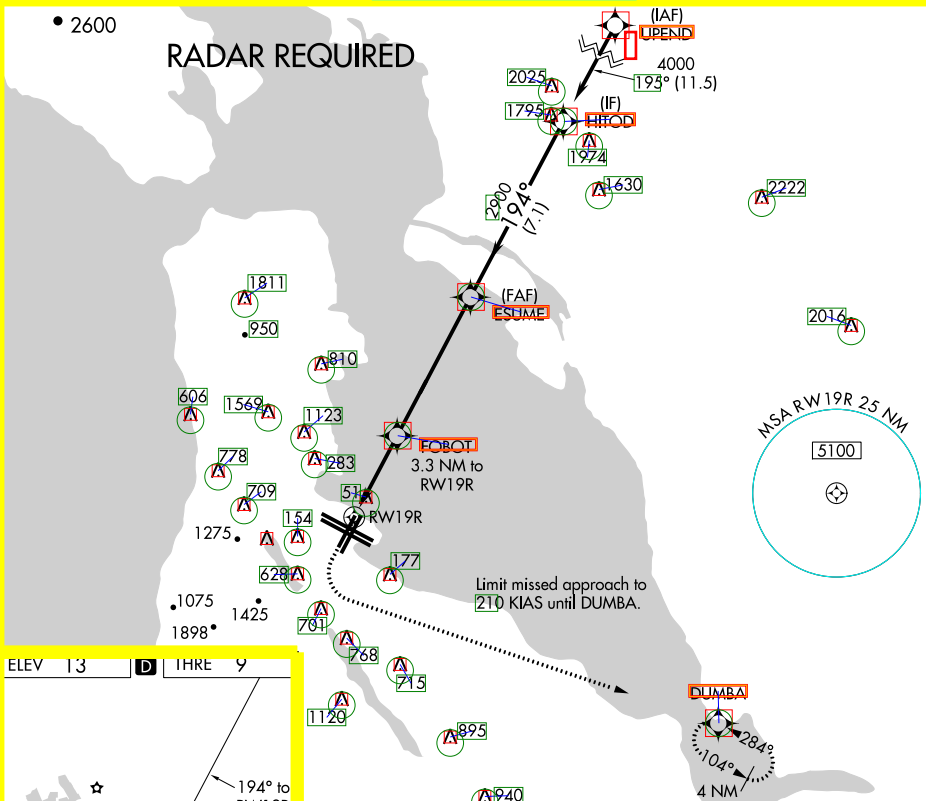 2600
RADAR REQUIRED
(IAF)
UPEND
4000
195° (11.5)
2025
1795
(IF)
HITOD
1974
1630
2222
2900
194°
(7.1)
1811
(FAF)
ESUME
950
2016
810
606
1569
1123
MSA RW19R 25 NM
5100
FOBOT
3.3 NM to
RW19R
283
778
709
51
RW19R
154
1275
177
628
Limit missed approach to
210 KIAS until DUMBA.
1075
1425
701
1898
768
ELEV 13
D
THRE 9
715
DUMBA
1120
895
284°
104°
4 NM
194° to
940